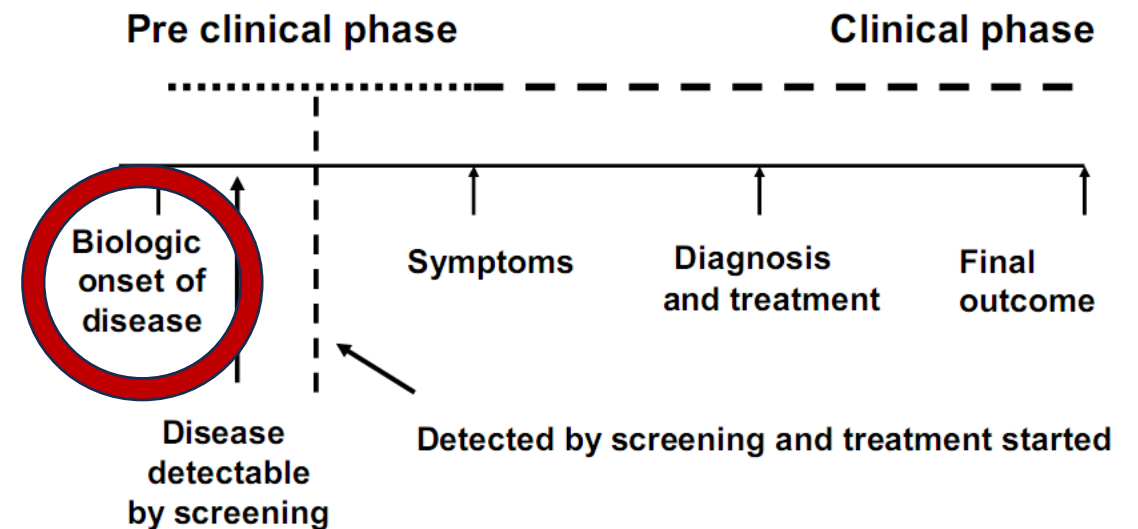 Pre clinical phase
Clinical phase
Biologic
onset of
disease
Symptoms
Diagnosis
and treatment
Final
outcome
Disease
detectable
by screening
Detected by screening and treatment started